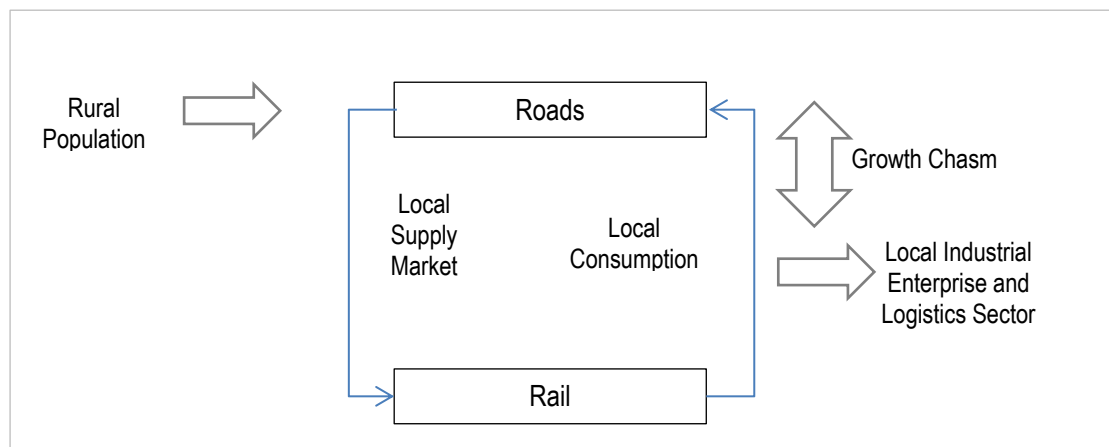 Rural
Population
Roads
Growth Chasm
Local
Supply
Market
Local
Consumption
Local Industrial
Enterprise and
Logistics Sector
Rail